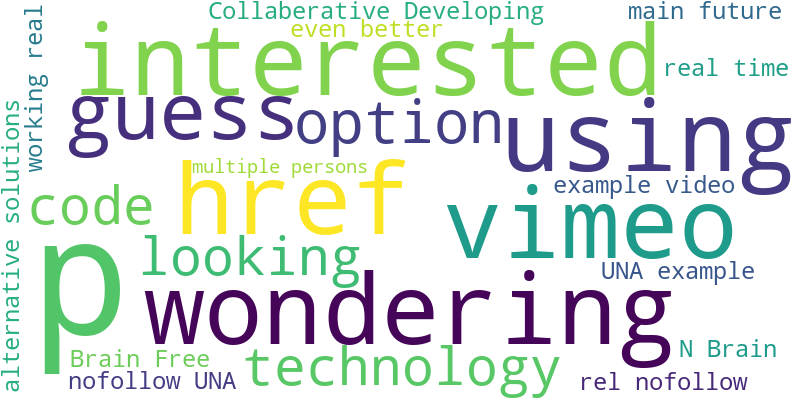 Collaberative Developing
main future
even better
working real
interested
real time
guess
option
using
multiple persons
href
example video
code
vimeo
alternative solutions
looking
UNA example
p
wondering
N Brain
Brain Free
technology
nofollow UNA
rel nofollow